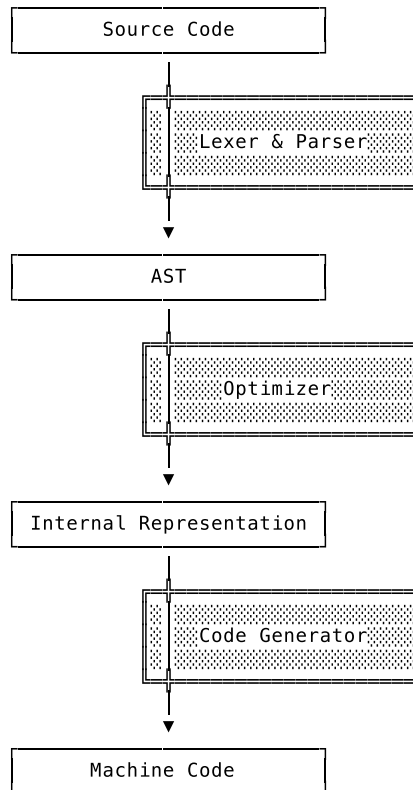 Source Code
Lexer & Parser
AST
Optimizer
Internal Representation
Code Generator
Machine Code